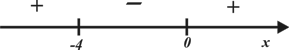 + − +
-4 0 x